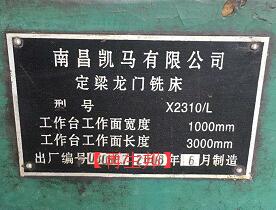 南昌凯马有限公司
定梁龙门铣床
型号 X2310/L
工作台工作面宽度 1000mm
工作台工作面长度 3000mm
出厂编号 年 6月制造